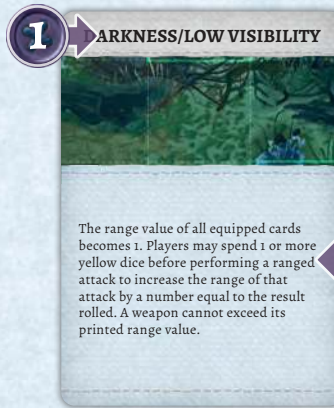 1
DARKNESS/LOW VISIBILITY
The range value of all equipped cards
becomes 1. Players may spend 1 or more
yellow dice before performing a ranged
attack to increase the range of that
attack by a number equal to the result
rolled. A weapon cannot exceed its
printed range value.